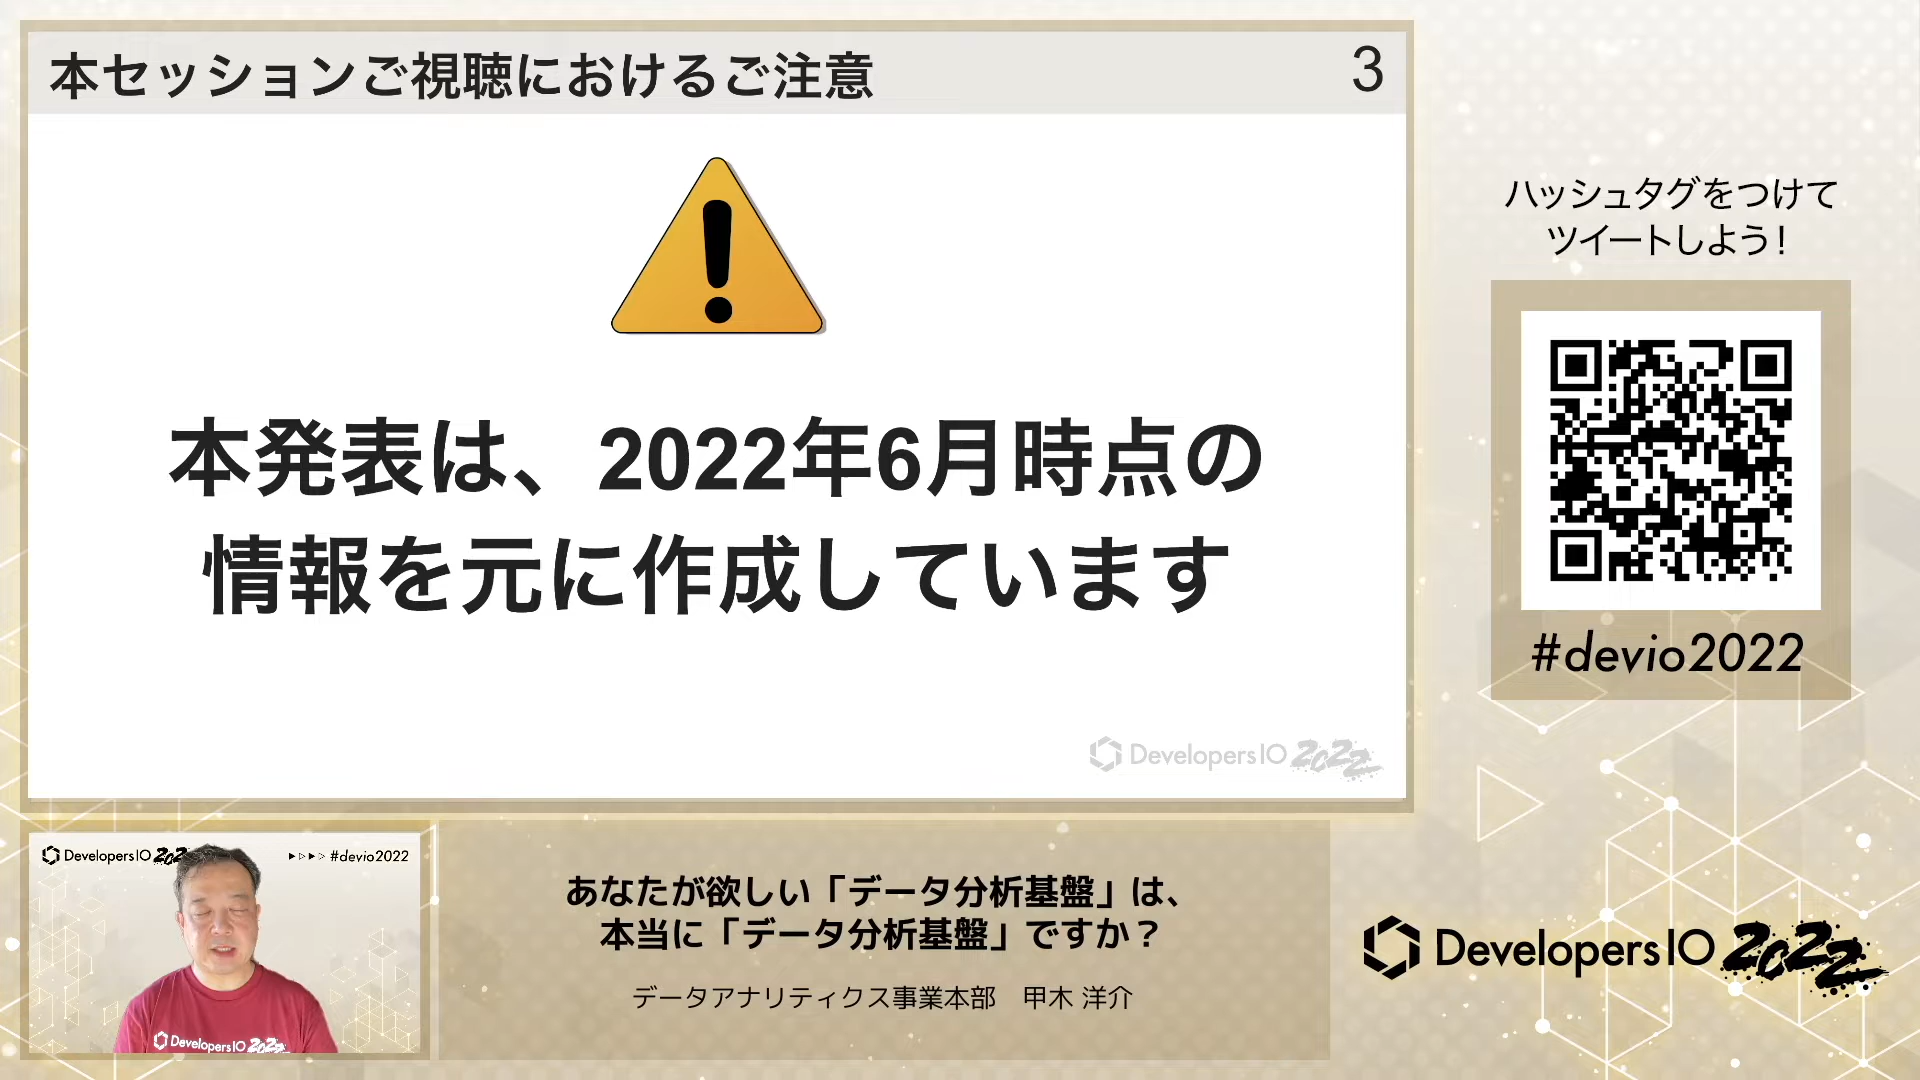 本セッションご視聴におけるご注意
3
本発表は、2022年6月時点の
情報を元に作成しています
DevelopersIO 2022
ハッシュタグをつけて
ツイートしよう!
#devio2022
DevelopersIO 202
▶▷▶▷ #devio2022
DevelopersIO 2022
あなたが欲しい「データ分析基盤」は、
本当に「データ分析基盤」ですか？
データアナリティクス事業本部　甲木 洋介
DevelopersIO 2022